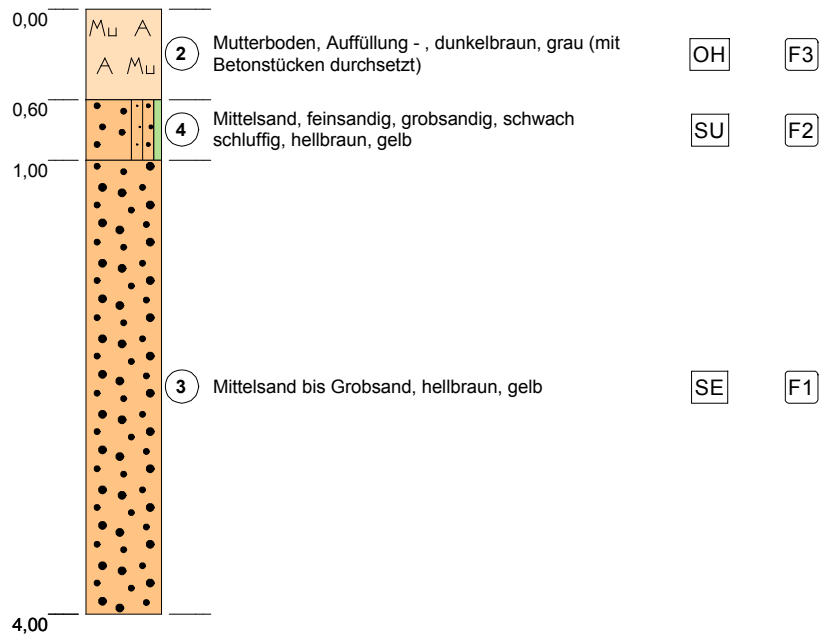 0,00
Mu A
A Mu
2
Mutterboden, Auffüllung - , dunkelbraun, grau (mit
Betonstücken durchsetzt)
OH
F3
0,60
4
Mittelsand, feinsandig, grobsandig, schwach
schluffig, hellbraun, gelb
SU
F2
1,00
3
Mittelsand bis Grobsand, hellbraun, gelb
SE
F1
4,00